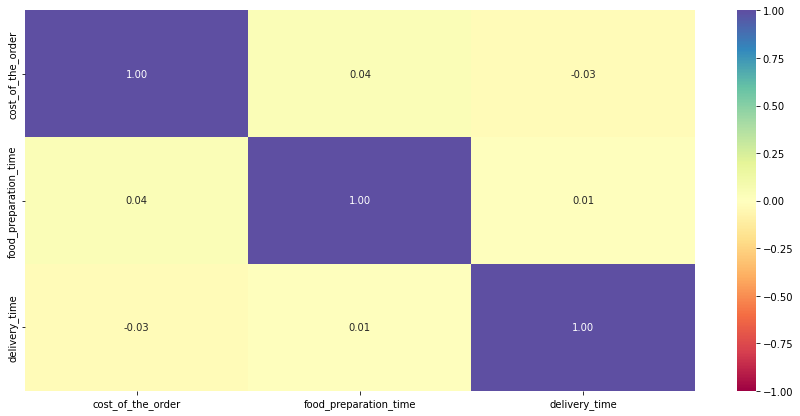 cost_of_the_order
food_preparation_time
delivery_time
1.00 0.04 -0.03
0.04 1.00 0.01
-0.03 0.01 1.00
cost_of_the_order food_preparation_time delivery_time
1.00
0.75
0.50
0.25
0.00
−0.25
−0.50
−0.75
−1.00